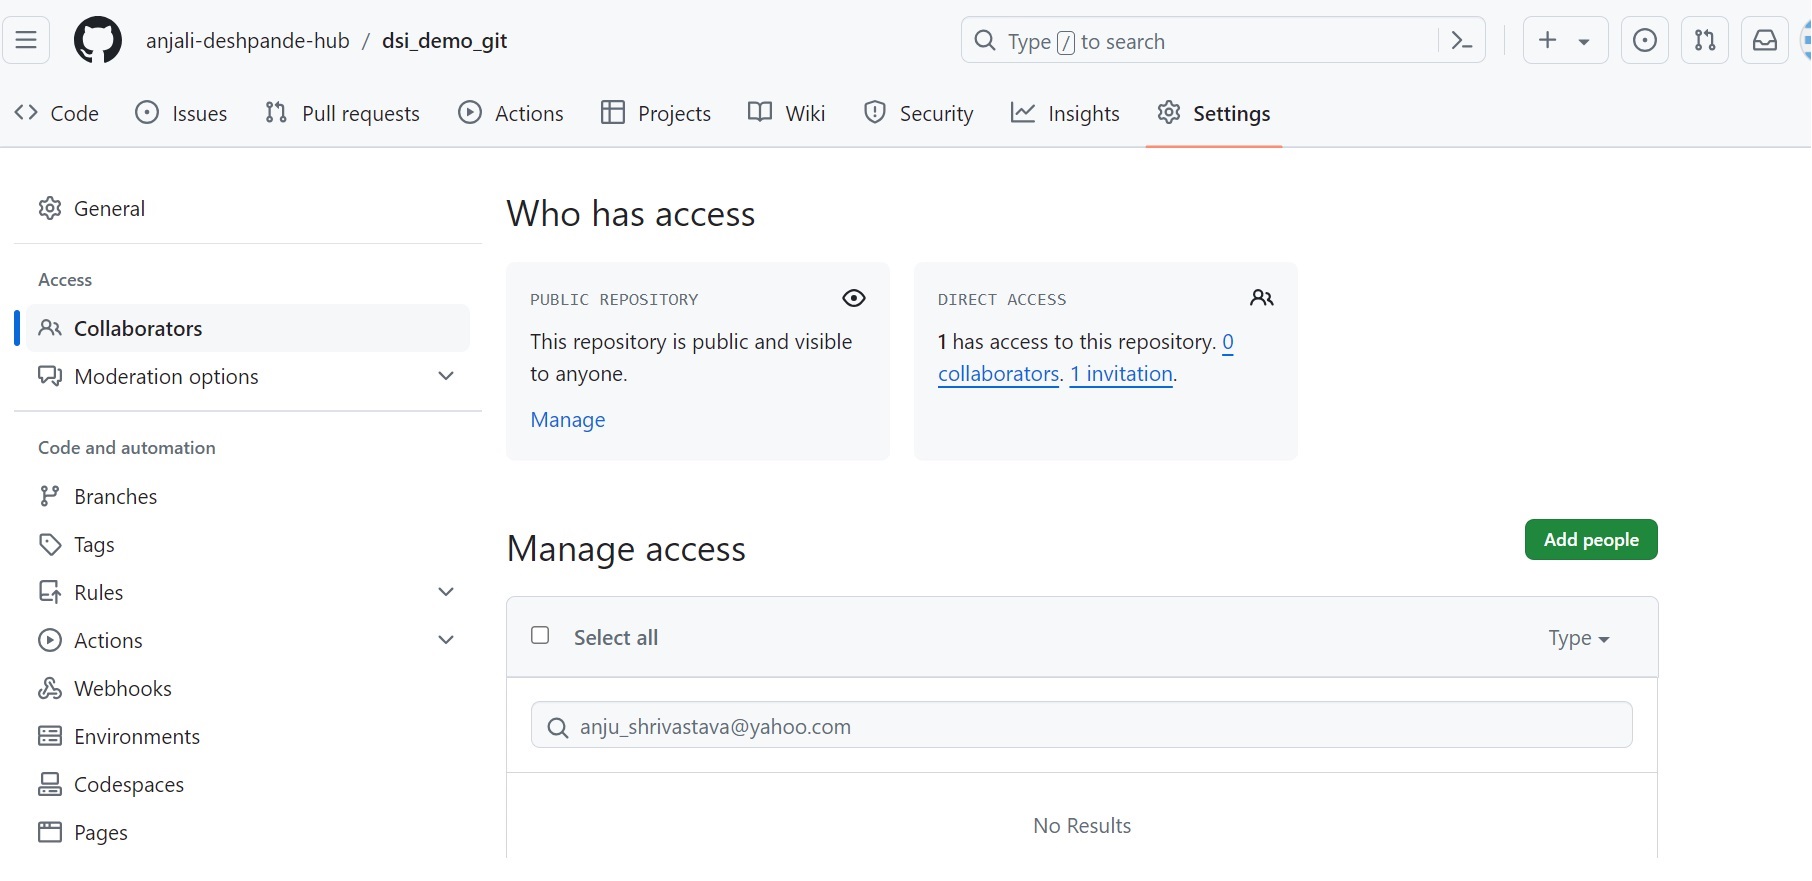 anjali-deshpande-hub / dsi_demo_git
Type / to search
Code Issues Pull requests Actions Projects Wiki Security Insights Settings
General
Access
Collaborators
Moderation options
Code and automation
Branches
Tags
Rules
Actions
Webhooks
Environments
Codespaces
Pages
Who has access
PUBLIC REPOSITORY
This repository is public and visible
to anyone.
Manage
DIRECT ACCESS
1 has access to this repository. 0
collaborators. 1 invitation.
Manage access
Add people
Select all
Type
anju_shrivastava@yahoo.com
No Results